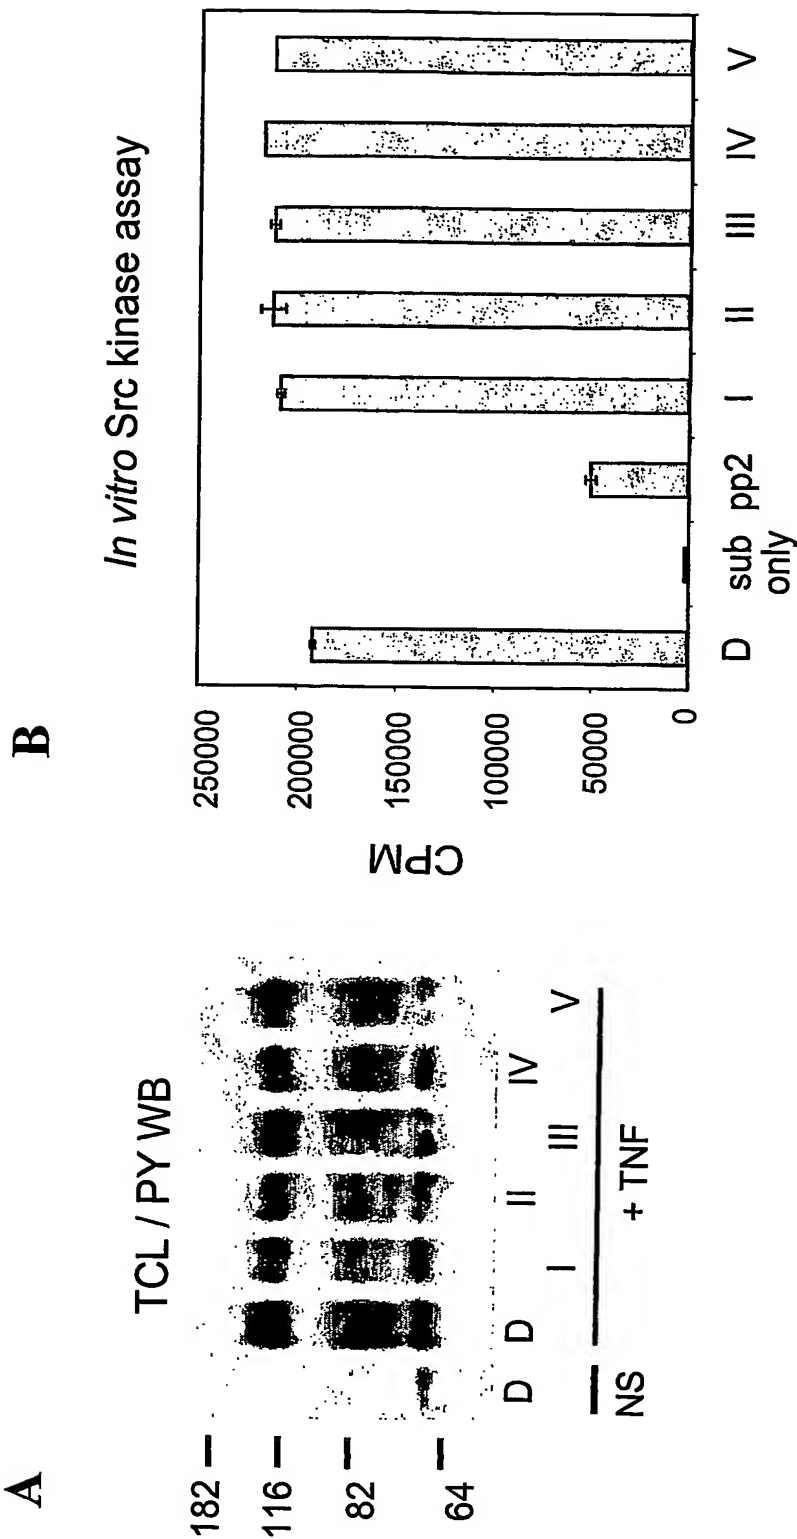 A
TCL / PY WB
182
116
82
64
D D I II III IV V
NS + TNF
B
In vitro Src kinase assay
CPM
250000
200000
150000
100000
50000
0
D sub only pp2 I II III IV V